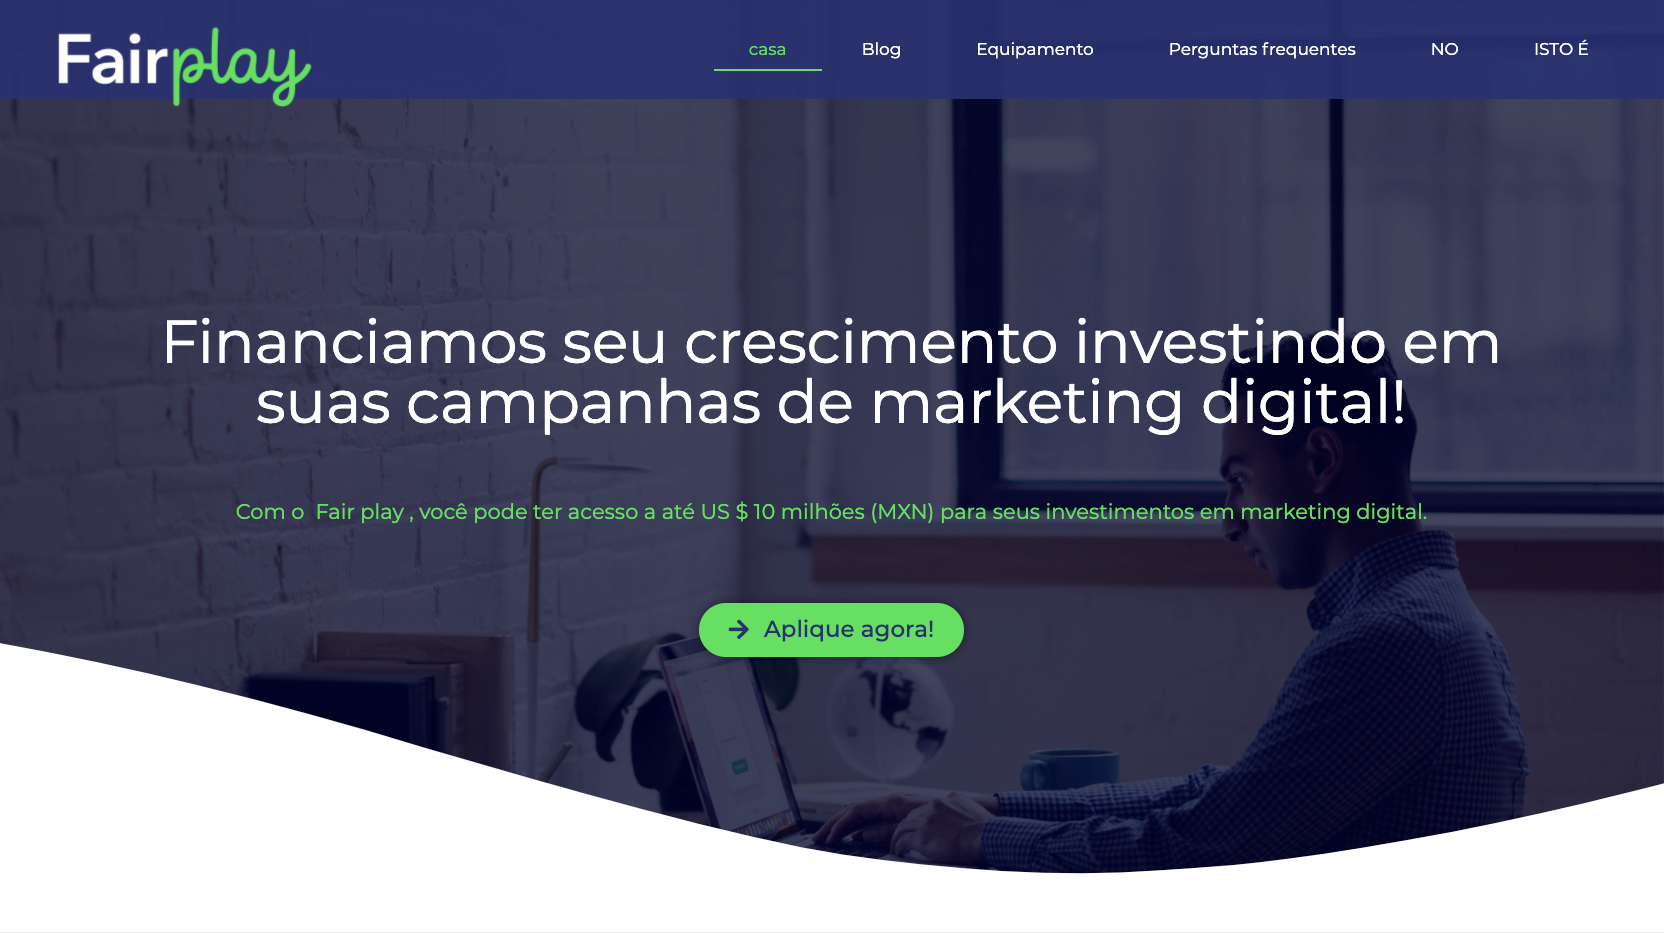 Fairplay
casa Blog Equipamento Perguntas frequentes NO ISTO É
Financiamos seu crescimento investindo em
suas campanhas de marketing digital!
Com o Fair play , você pode ter acesso a até US $ 10 milhões (MXN) para seus investimentos em marketing digital.
Aplique agora!